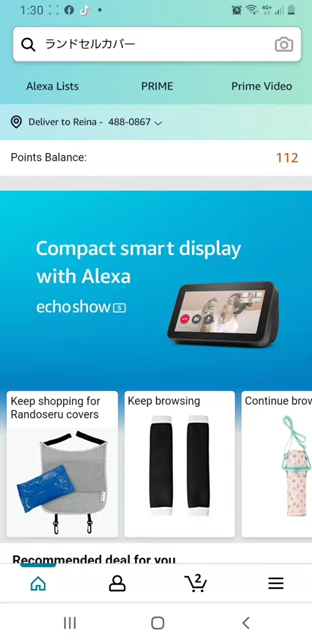 1:30
ランドセルカバー
Alexa Lists PRIME Prime Video
Deliver to Reina - 488-0867
Points Balance: 112
Compact smart display
with Alexa
echo show 5
Keep shopping for
Randoseru covers
Keep browsing
Continue brow
Recommended deal for you
2